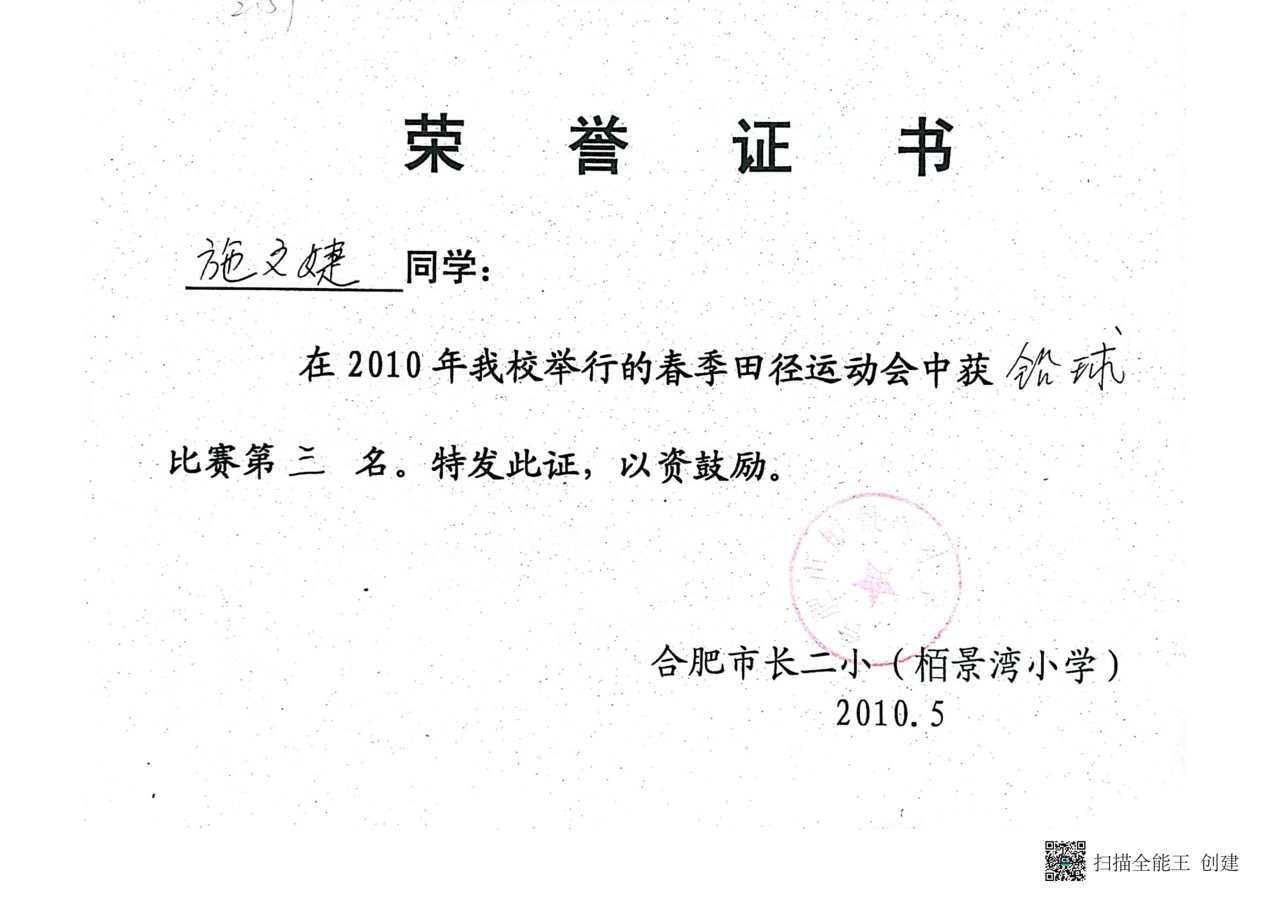 荣誉证书
施文婕 同学：
在 2010 年我校举行的春季田径运动会中获 铅球
比赛第 三 名。特发此证，以资鼓励。
合肥市长二小（栢景湾小学）
2010.5
扫描全能王 创建